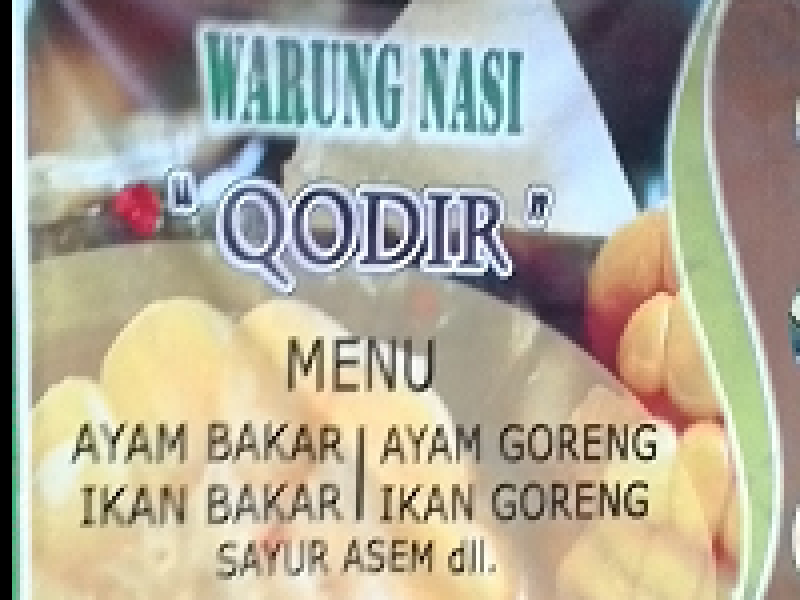 WARUNG NASI
" QODIR "
MENU
AYAM BAKAR | AYAM GORENG
IKAN BAKAR | IKAN GORENG
SAYUR ASEM dll.